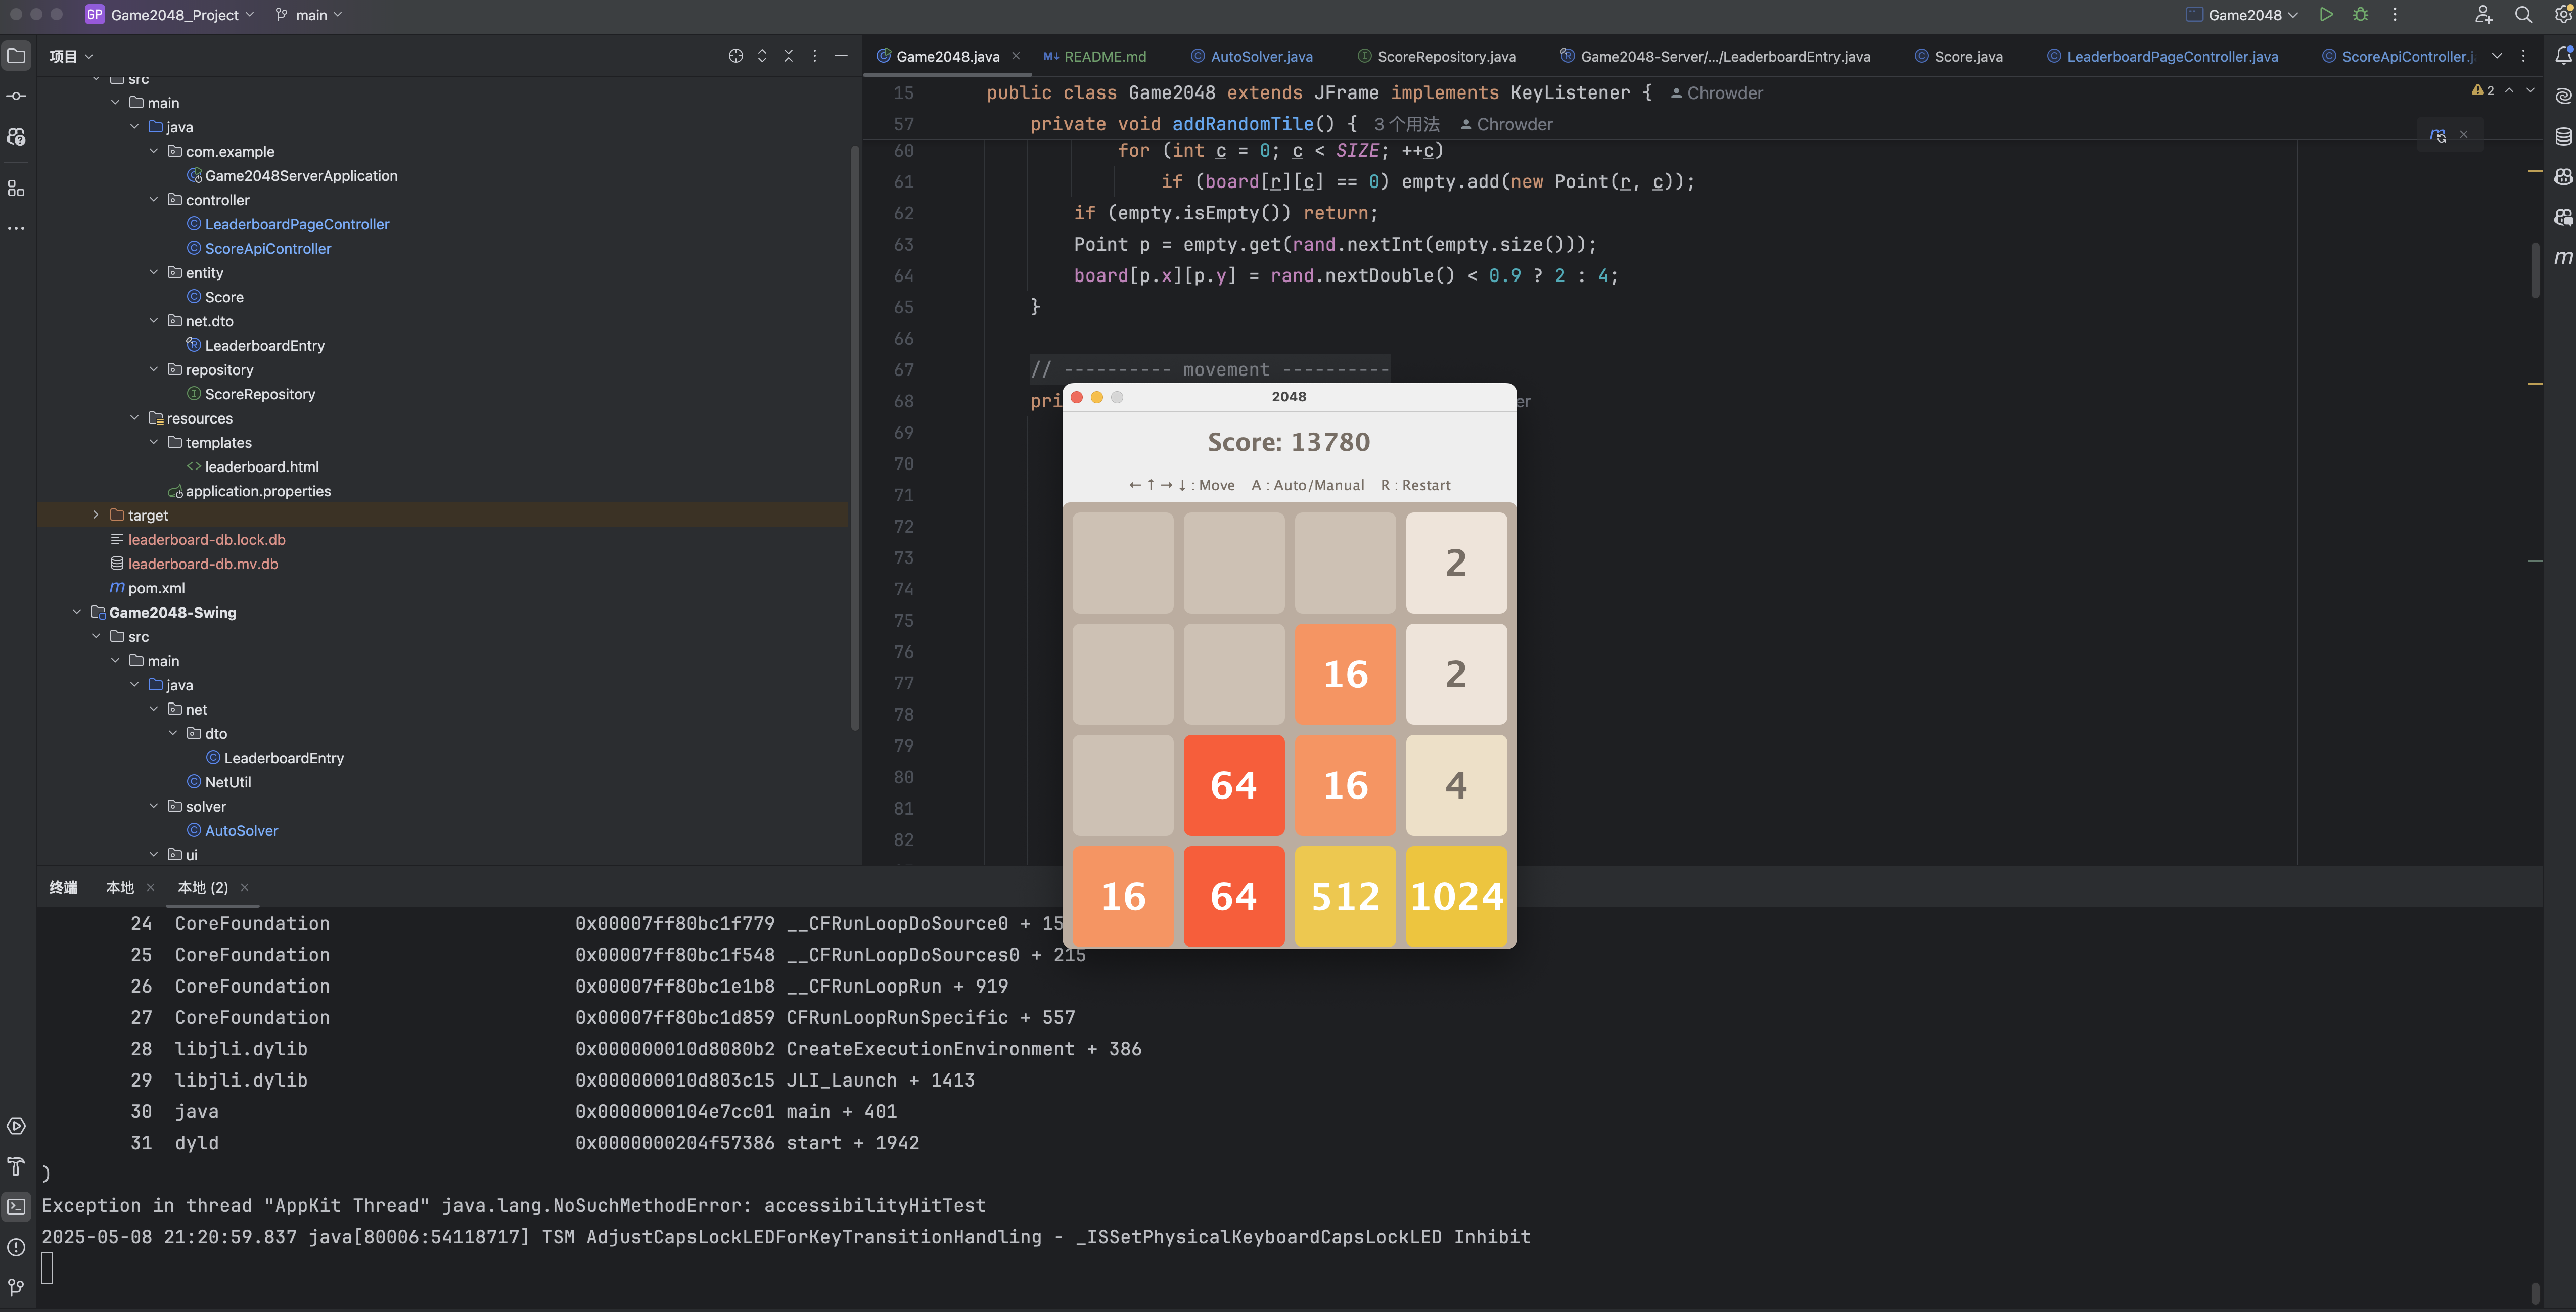 GP Game2048_Project main Game2048
项目
src
main
java
com.example
Game2048ServerApplication
controller
LeaderboardPageController
ScoreApiController
entity
Score
net.dto
LeaderboardEntry
repository
ScoreRepository
resources
templates
leaderboard.html
application.properties
target
leaderboard-db.lock.db
leaderboard-db.mv.db
pom.xml
Game2048-Swing
src
main
java
net
dto
LeaderboardEntry
NetUtil
solver
AutoSolver
ui
Game2048.java README.md AutoSolver.java ScoreRepository.java Game2048-Server/.../LeaderboardEntry.java Score.java LeaderboardPageController.java ScoreApiController.j
15 public class Game2048 extends JFrame implements KeyListener { Chrowder 2
57 private void addRandomTile() { 3 个用法 Chrowder
60 for (int c = 0; c < SIZE; ++c)
61 if (board[r][c] == 0) empty.add(new Point(r, c));
62 if (empty.isEmpty()) return;
63 Point p = empty.get(rand.nextInt(empty.size()));
64 board[p.x][p.y] = rand.nextDouble() < 0.9 ? 2 : 4;
65 }
66
67 // ---------- movement ----------
68 pri er
69
70
71
72
73
74
75
76
77
78
79
80
81
82
2048
Score: 13780
← ↑ → ↓ : Move A : Auto/Manual R : Restart
2
16 2
64 16 4
16 64 512 1024
终端 本地 本地 (2)
24 CoreFoundation 0x00007ff80bc1f779 __CFRunLoopDoSource0 + 15
25 CoreFoundation 0x00007ff80bc1f548 __CFRunLoopDoSources0 + 215
26 CoreFoundation 0x00007ff80bc1e1b8 __CFRunLoopRun + 919
27 CoreFoundation 0x00007ff80bc1d859 CFRunLoopRunSpecific + 557
28 libjli.dylib 0x000000010d8080b2 CreateExecutionEnvironment + 386
29 libjli.dylib 0x000000010d803c15 JLI_Launch + 1413
30 java 0x0000000104e7cc01 main + 401
31 dyld 0x0000000204f57386 start + 1942
)
Exception in thread "AppKit Thread" java.lang.NoSuchMethodError: accessibilityHitTest
2025-05-08 21:20:59.837 java[80006:54118717] TSM AdjustCapsLockLEDForKeyTransitionHandling - _ISSetPhysicalKeyboardCapsLockLED Inhibit